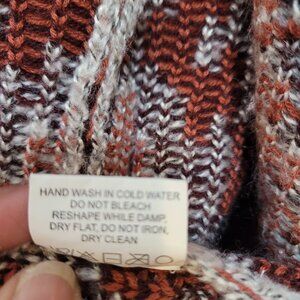 HAND WASH IN COLD WATER
DO NOT BLEACH
RESHAPE WHILE DAMP,
DRY FLAT, DO NOT IRON,
DRY CLEAN